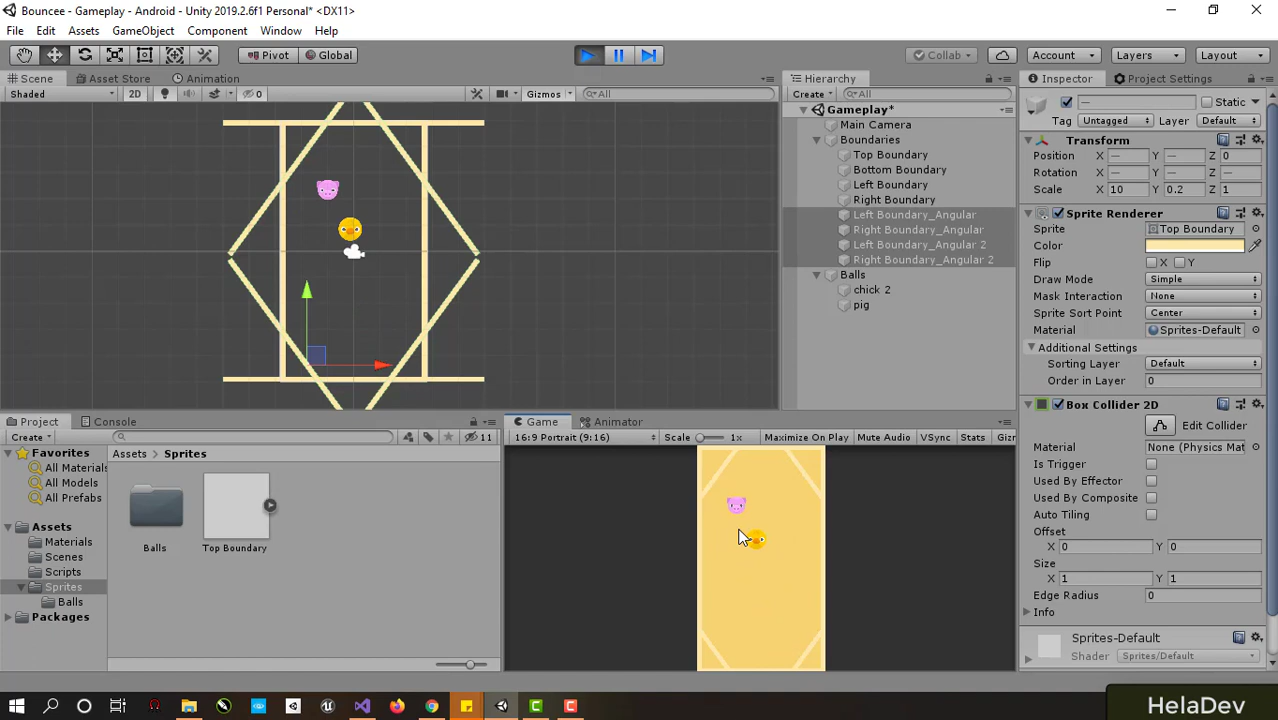 Bouncee - Gameplay - Android - Unity 2019.2.6f1 Personal* <DX11>
File Edit Assets GameObject Component Window Help
Pivot Global Collab Account Layers Layout
Scene Asset Store Animation
Shaded 2D 0 Gizmos All
Hierarchy
Create All
Gameplay*
Main Camera
Boundaries
Top Boundary
Bottom Boundary
Left Boundary
Right Boundary
Left Boundary_Angular
Right Boundary_Angular
Left Boundary_Angular 2
Right Boundary_Angular 2
Balls
chick 2
pig
Inspector Project Settings
— Static
Tag Untagged Layer Default
Transform
Position X — Y — Z 0
Rotation X — Y — Z —
Scale X 10 Y 0.2 Z 1
Sprite Renderer
Sprite Top Boundary
Color
Flip X Y
Draw Mode Simple
Mask Interaction None
Sprite Sort Point Center
Material Sprites-Default
Additional Settings
Sorting Layer Default
Order in Layer 0
Box Collider 2D
Edit Collider
Material None (Physics Mat
Is Trigger
Used By Effector
Used By Composite
Auto Tiling
Offset
X 0 Y 0
Size
X 1 Y 1
Edge Radius 0
Info
Sprites-Default
Shader Sprites/Default
Project Console
Create 11
Favorites
All Materials
All Models
All Prefabs
Assets
Materials
Scenes
Scripts
Sprites
Balls
Packages
Assets > Sprites
Balls Top Boundary
Game Animator
16:9 Portrait (9:16) Scale 1x Maximize On Play Mute Audio VSync Stats Giz
HelaDev